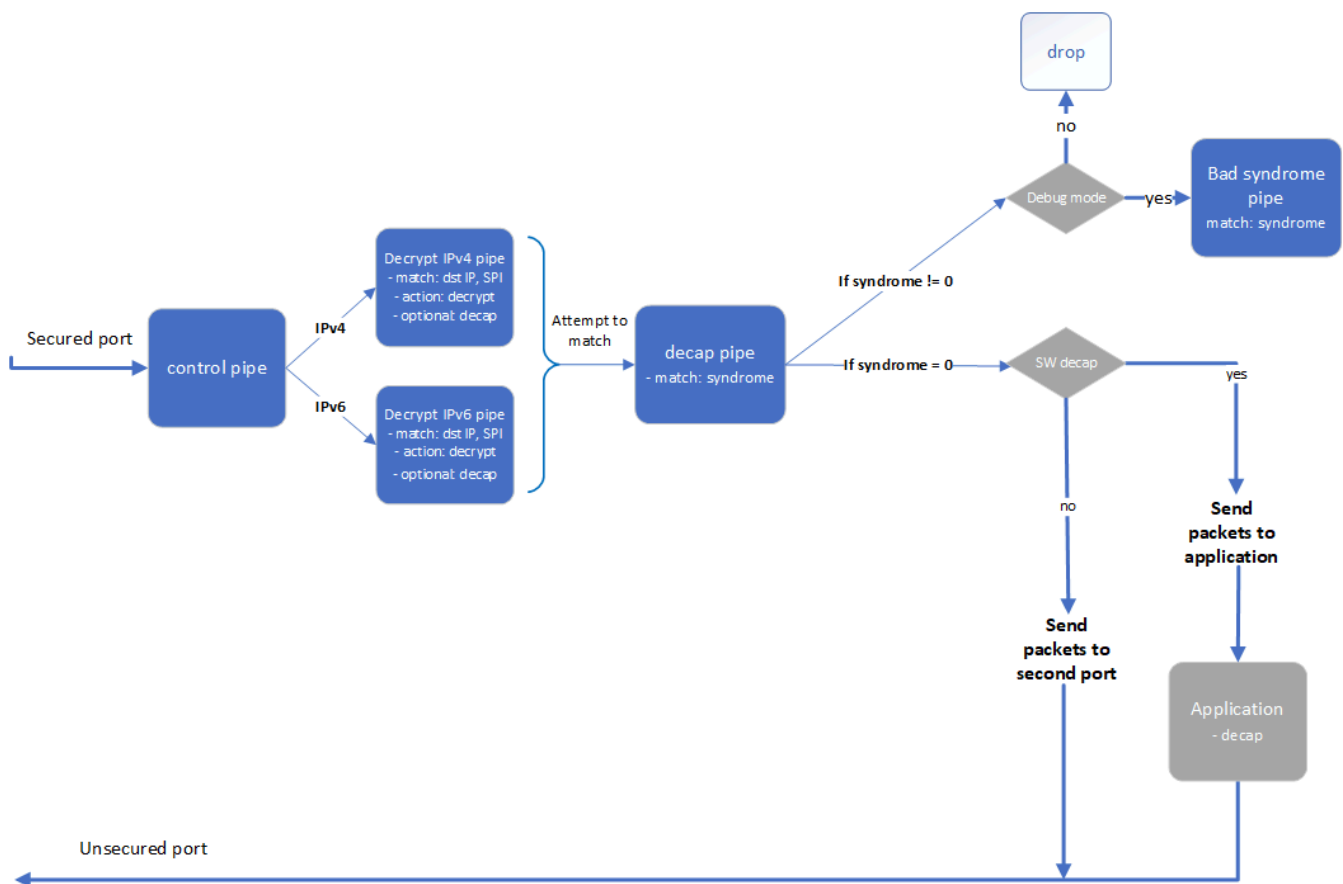 drop
no
Debug mode
yes
Bad syndrome
pipe
match: syndrome
Decrypt IPv4 pipe
- match: dst IP, SPI
- action: decrypt
- optional: decap
If syndrome != 0
Secured port
control pipe
IPv4
IPv6
Attempt to
match
decap pipe
- match: syndrome
If syndrome = 0
SW decap
yes
Decrypt IPv6 pipe
- match: dst IP, SPI
- action: decrypt
- optional: decap
no
Send
packets to
application
Send
packets to
second port
Application
- decap
Unsecured port